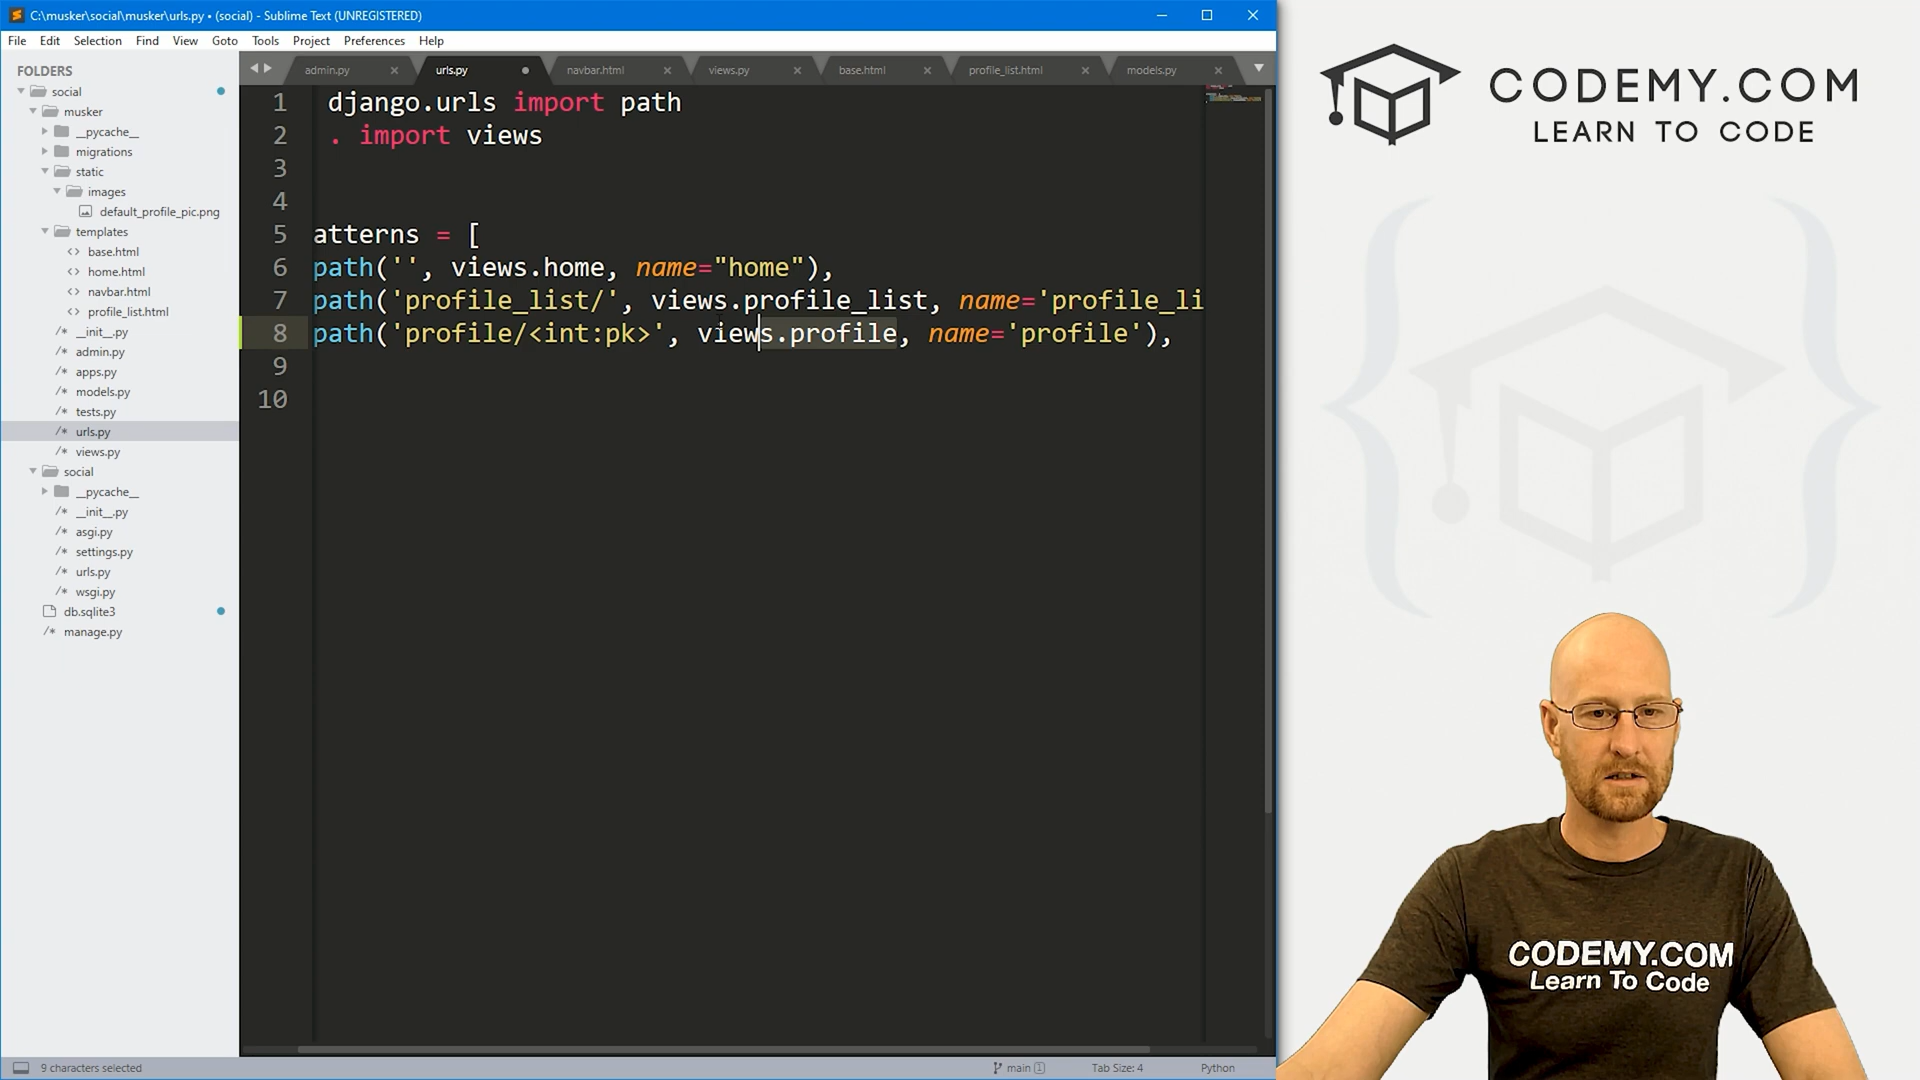 C:\musker\social\musker\urls.py • (social) - Sublime Text (UNREGISTERED)
File Edit Selection Find View Goto Tools Project Preferences Help
FOLDERS
social
musker
__pycache__
migrations
static
images
default_profile_pic.png
templates
base.html
home.html
navbar.html
profile_list.html
__init__.py
admin.py
apps.py
models.py
tests.py
urls.py
views.py
social
__pycache__
__init__.py
asgi.py
settings.py
urls.py
wsgi.py
db.sqlite3
manage.py
admin.py urls.py navbar.html views.py base.html profile_list.html models.py
1 django.urls import path
2 . import views
3
4
5 atterns = [
6 path('', views.home, name="home"),
7 path('profile_list/', views.profile_list, name='profile_li
8 path('profile/<int:pk>', views.profile, name='profile'),
9
10
9 characters selected
main 1 Tab Size: 4 Python
CODEMY.COM
LEARN TO CODE
CODEMY.COM
Learn To Code